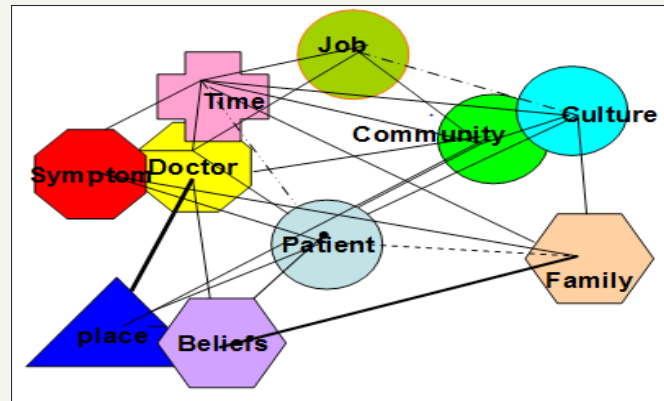 Job
Time
Culture
Community
Symptom
Doctor
Patient
Family
place
Beliefs